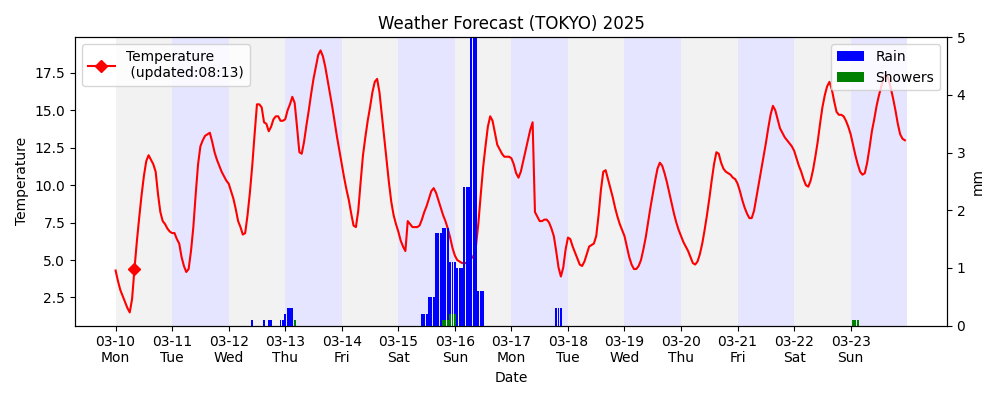 Weather Forecast (TOKYO) 2025
Temperature
(updated:08:13)
Rain
Showers
Temperature
17.5
15.0
12.5
10.0
7.5
5.0
2.5
5
4
3
2
1
0
mm
03-10 03-11 03-12 03-13 03-14 03-15 03-16 03-17 03-18 03-19 03-20 03-21 03-22 03-23
Mon Tue Wed Thu Fri Sat Sun Mon Tue Wed Thu Fri Sat Sun
Date